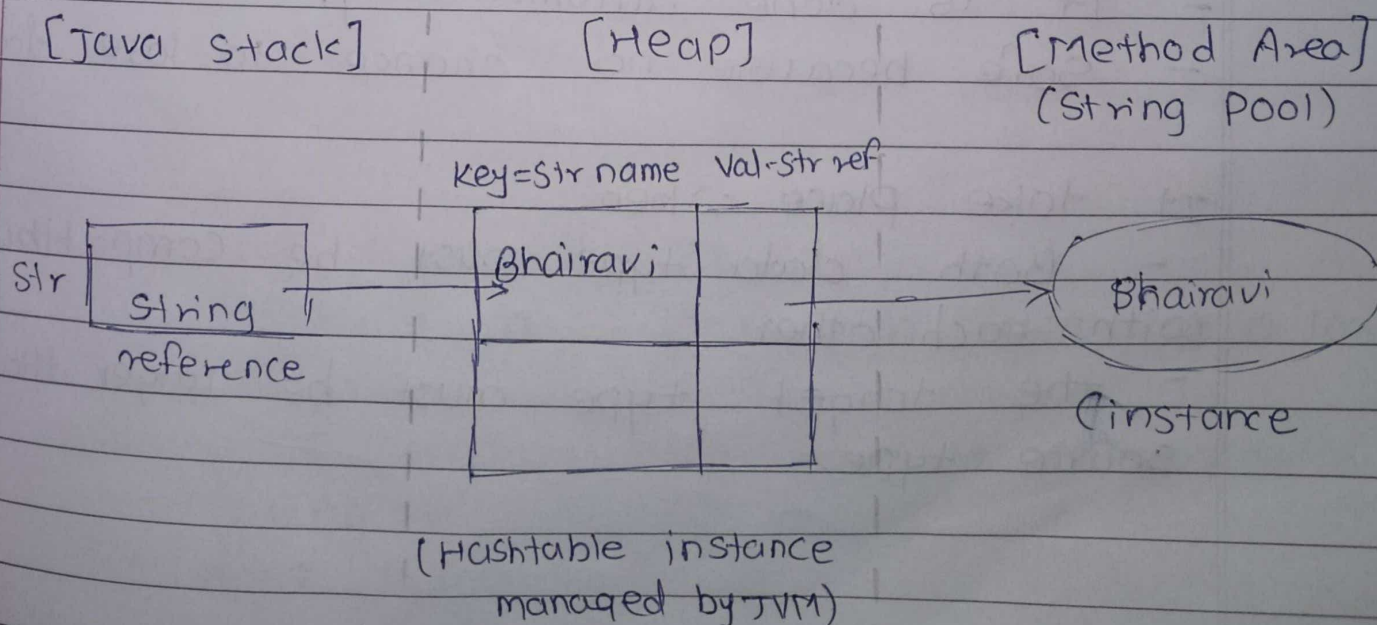 [Java Stack] [Heap] [Method Area]
(String Pool)
Key=Str name Val-Str ref
Str String Bhairavi Bhairavi
reference
(instance
(Hashtable instance
managed by JVM)